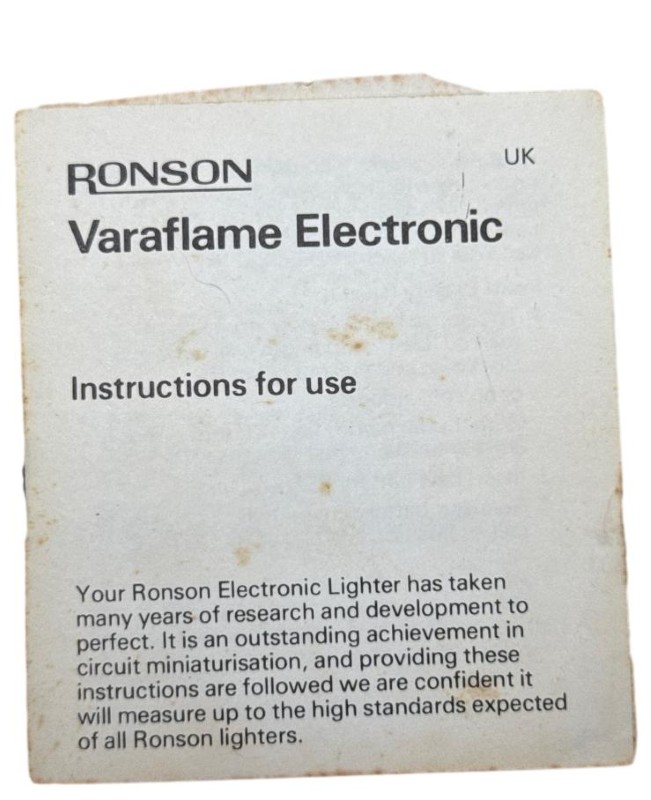 RONSON
UK
Varaflame Electronic
Instructions for use
Your Ronson Electronic Lighter has taken
many years of research and development to
perfect. It is an outstanding achievement in
circuit miniaturisation, and providing these
instructions are followed we are confident it
will measure up to the high standards expected
of all Ronson lighters.